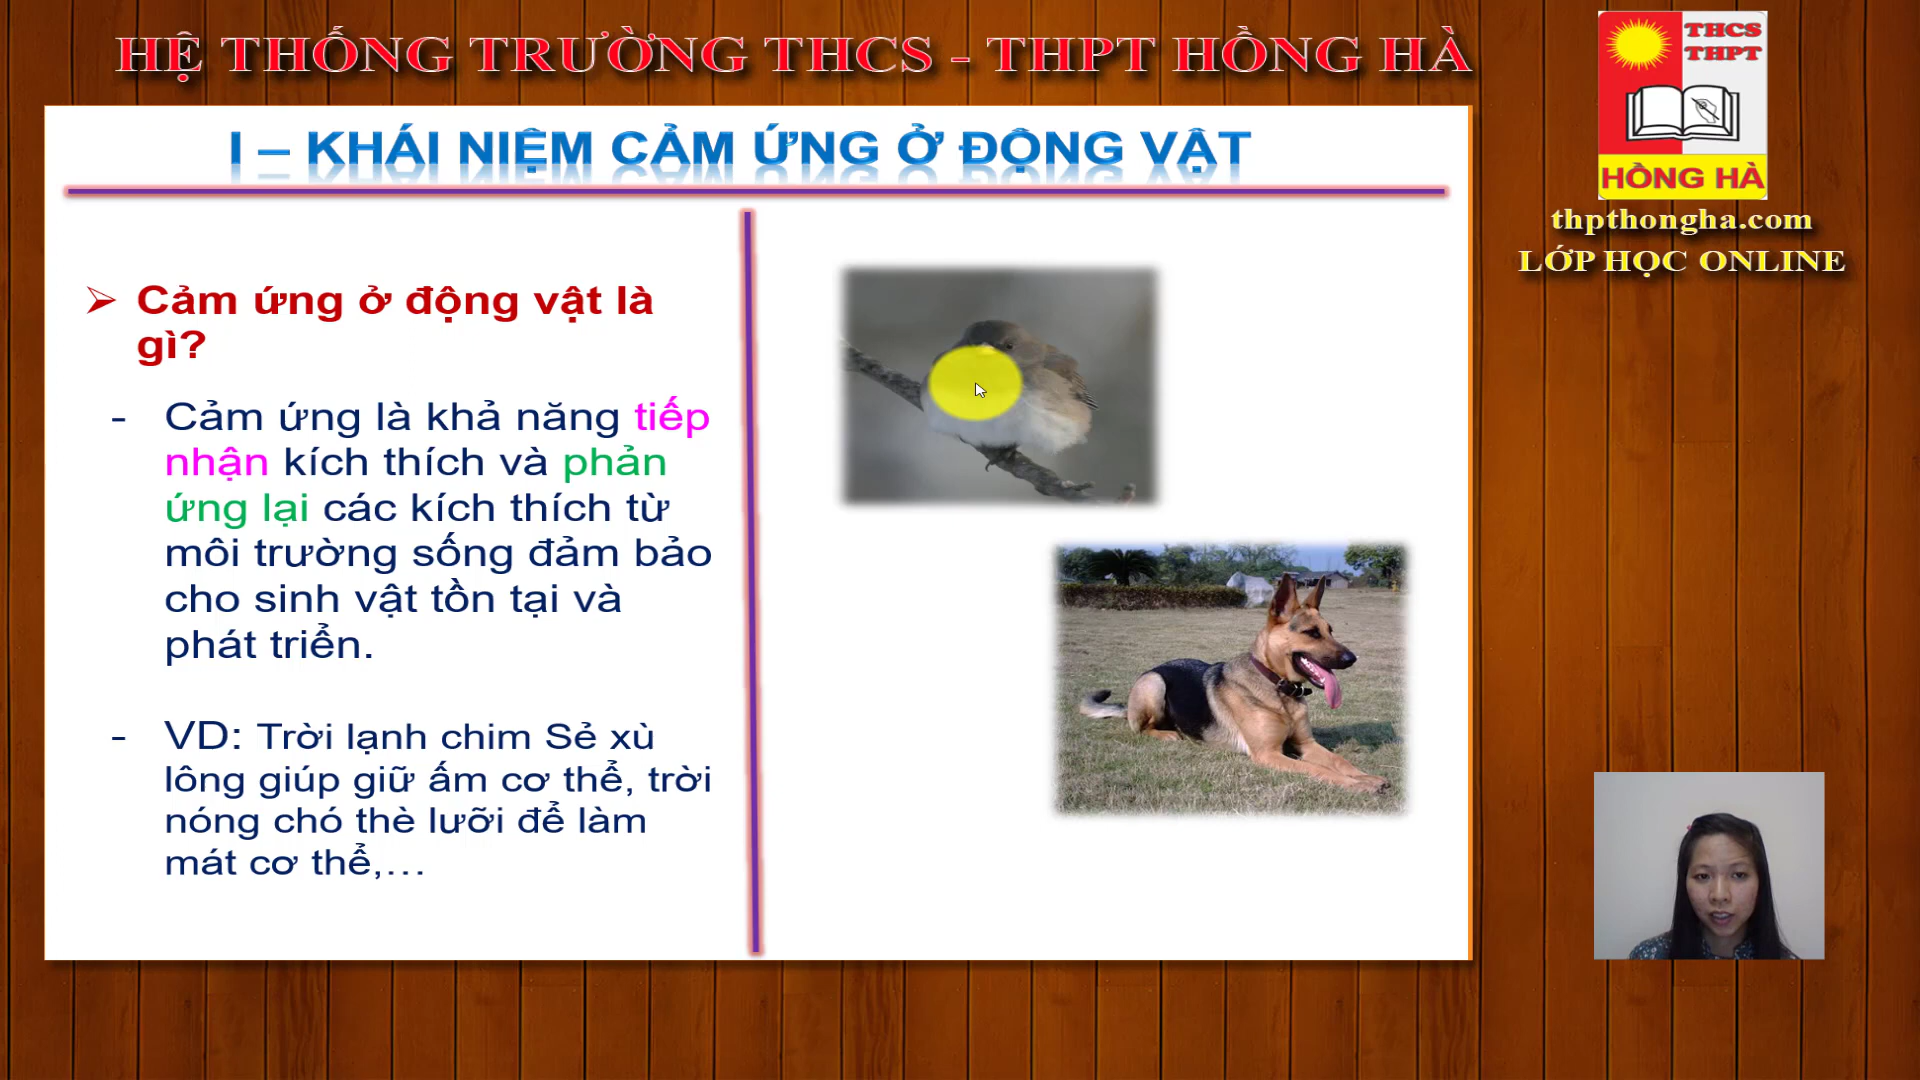 HỆ THỐNG TRƯỜNG THCS - THPT HỒNG HÀ
THCS
THPT
HỒNG HÀ
thpthongha.com
LỚP HỌC ONLINE
I – KHÁI NIỆM CẢM ỨNG Ở ĐỘNG VẬT
➢ Cảm ứng ở động vật là
gì?
- Cảm ứng là khả năng tiếp
nhận kích thích và phản
ứng lại các kích thích từ
môi trường sống đảm bảo
cho sinh vật tồn tại và
phát triển.
- VD: Trời lạnh chim Sẻ xù
lông giúp giữ ấm cơ thể, trời
nóng chó thè lưỡi để làm
mát cơ thể,…